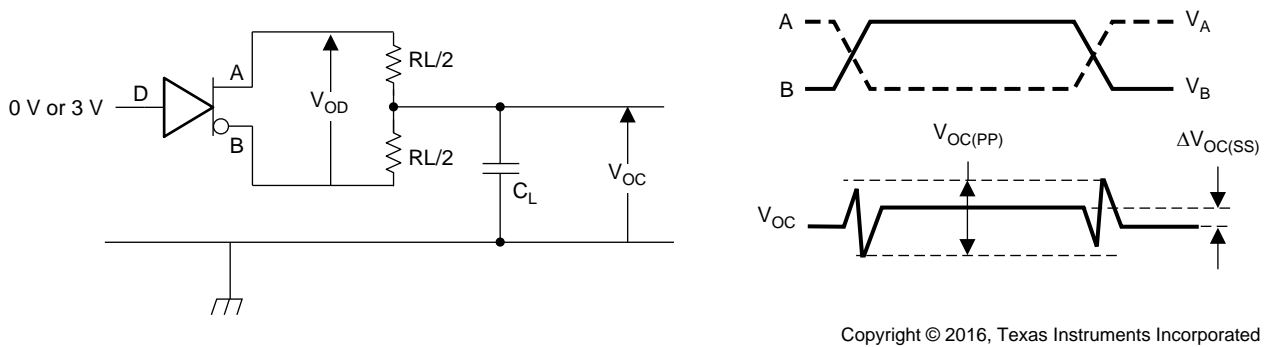 0 V or 3 V
D
A
B
V_OD
RL/2
RL/2
C_L
V_OC
A
V_A
B
V_B
V_OC(PP)
ΔV_OC(SS)
V_OC
Copyright © 2016, Texas Instruments Incorporated